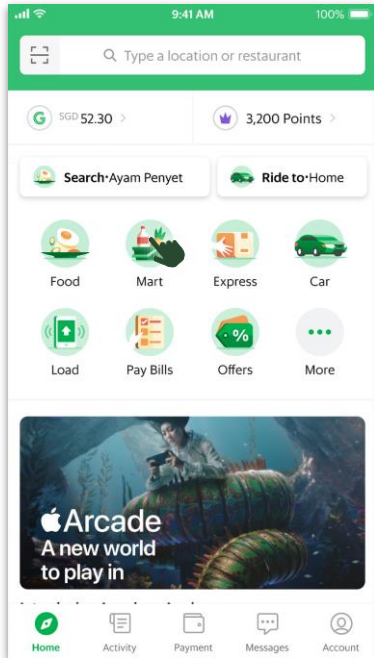 9:41 AM
100%
Type a location or restaurant
G SGD 52.30 >
3,200 Points >
Search·Ayam Penyet
Ride to·Home
Food Mart Express Car
%
Load Pay Bills Offers More
Arcade
A new world
to play in
Home Activity Payment Messages Account